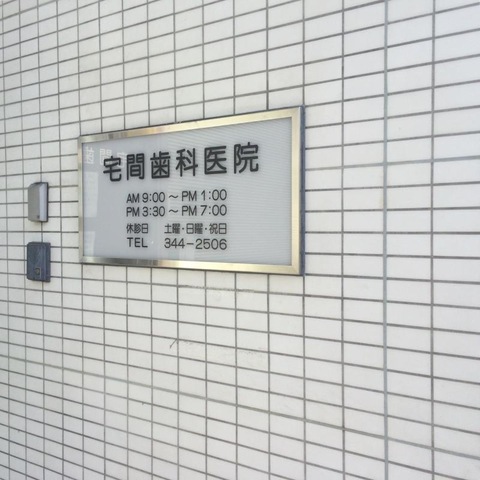 宅間歯科医院
AM 9:00 ～ PM 1:00
PM 3:30 ～ PM 7:00
休診日 土曜・日曜・祝日
TEL 344-2506